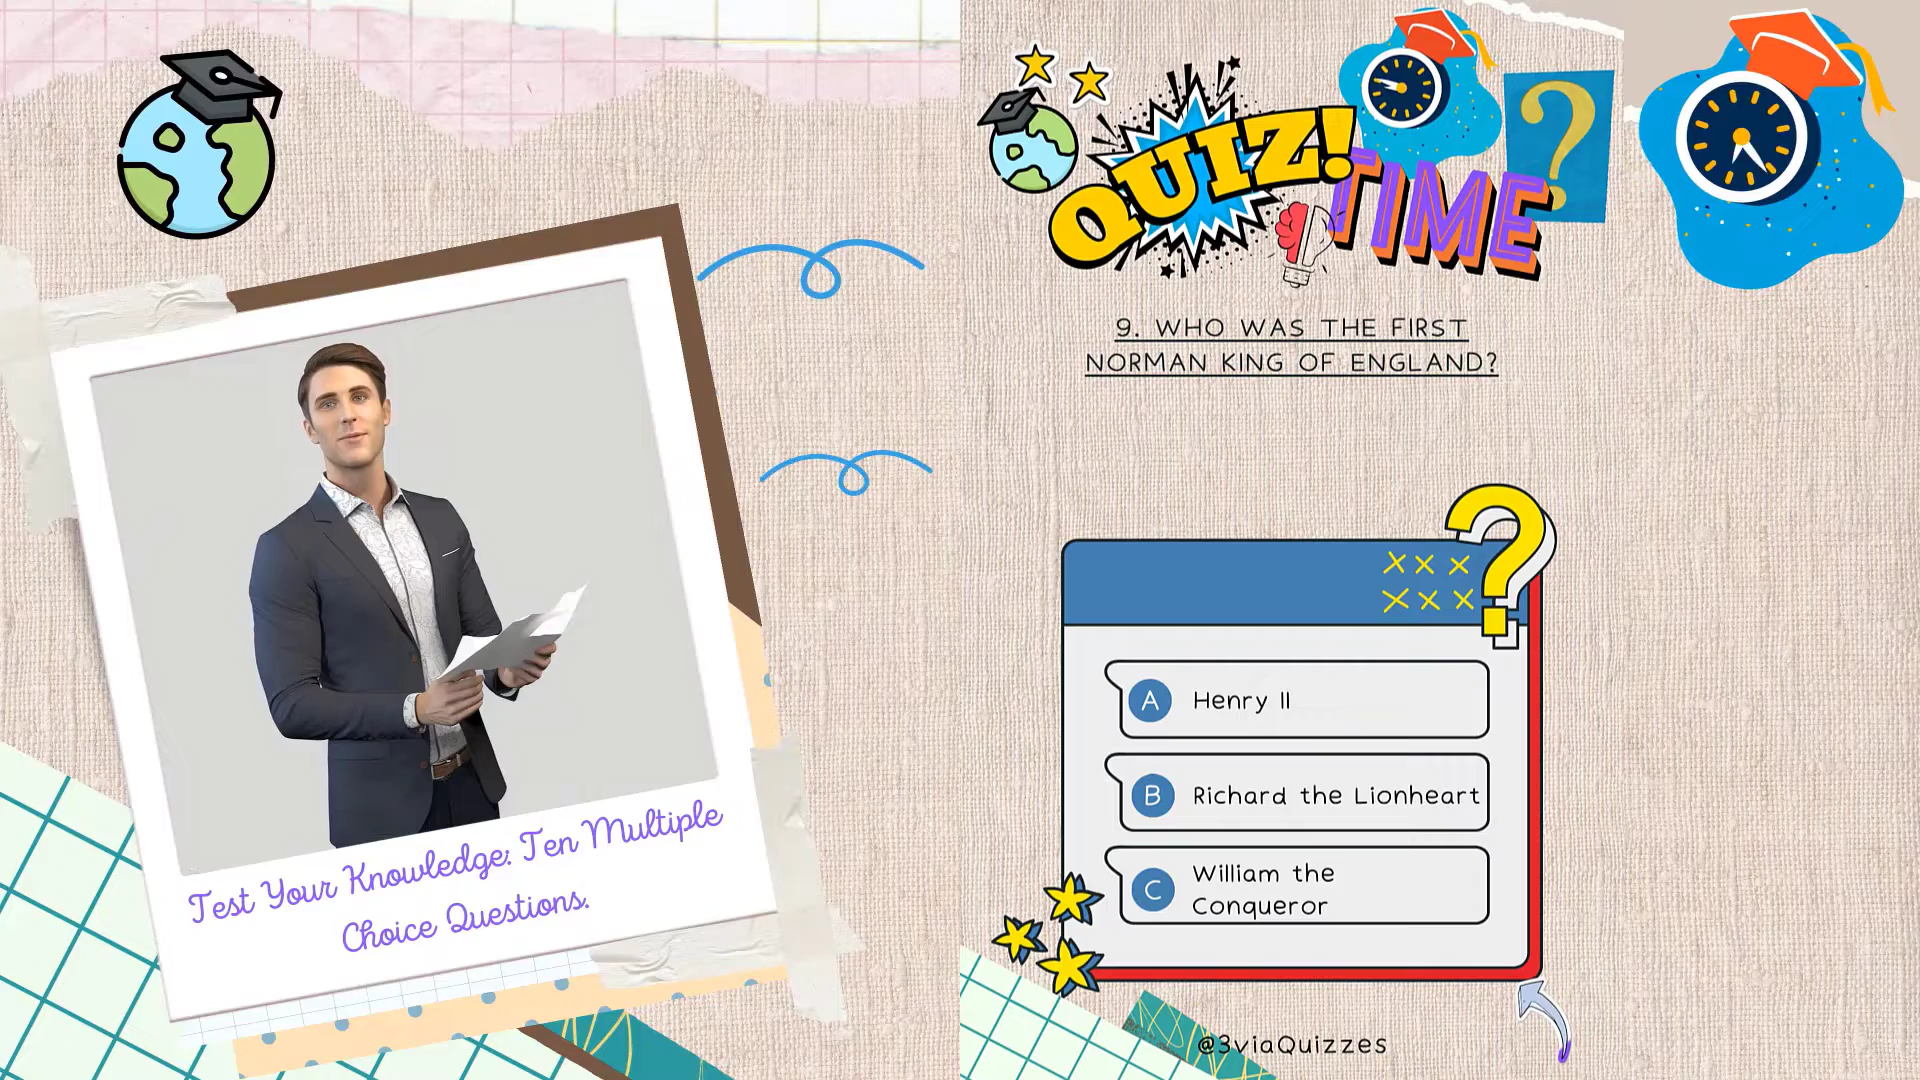 Test Your Knowledge: Ten Multiple
Choice Questions.
QUIZ!
TIME
?
9. WHO WAS THE FIRST
NORMAN KING OF ENGLAND?
?
A Henry II
B Richard the Lionheart
C William the
Conqueror
@3viaQuizzes